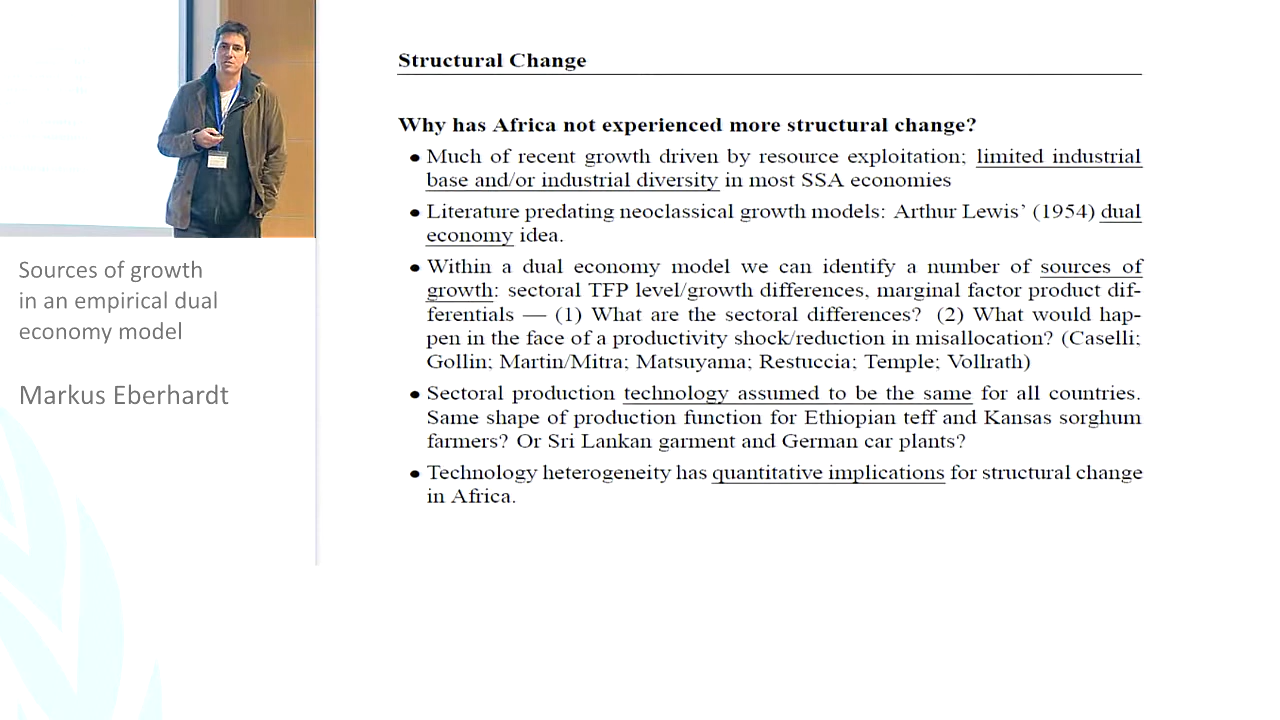 Structural Change
Why has Africa not experienced more structural change?
• Much of recent growth driven by resource exploitation; limited industrial
base and/or industrial diversity in most SSA economies
• Literature predating neoclassical growth models: Arthur Lewis’ (1954) dual
economy idea.
• Within a dual economy model we can identify a number of sources of
growth: sectoral TFP level/growth differences, marginal factor product dif-
ferentials — (1) What are the sectoral differences? (2) What would hap-
pen in the face of a productivity shock/reduction in misallocation? (Caselli;
Gollin; Martin/Mitra; Matsuyama; Restuccia; Temple; Vollrath)
• Sectoral production technology assumed to be the same for all countries.
Same shape of production function for Ethiopian teff and Kansas sorghum
farmers? Or Sri Lankan garment and German car plants?
• Technology heterogeneity has quantitative implications for structural change
in Africa.
Sources of growth
in an empirical dual
economy model
Markus Eberhardt